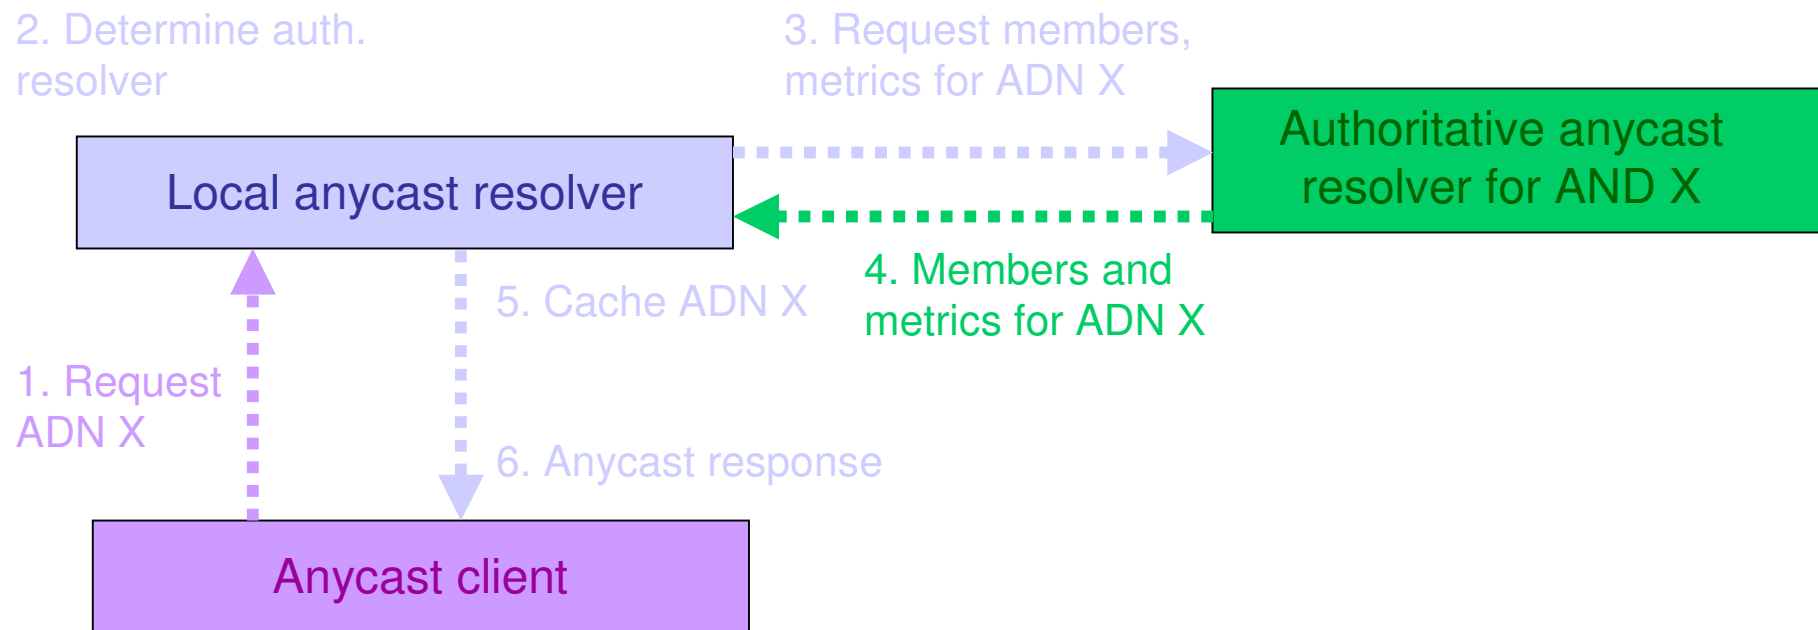 2. Determine auth.
resolver
3. Request members,
metrics for ADN X
Authoritative anycast
resolver for AND X
Local anycast resolver
4. Members and
metrics for ADN X
5. Cache ADN X
1. Request
ADN X
6. Anycast response
Anycast client